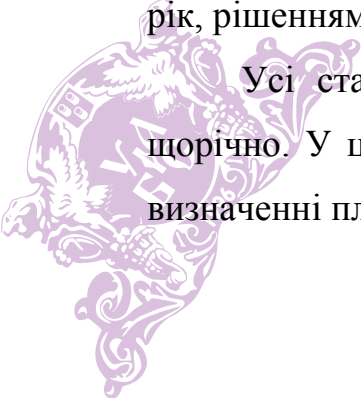 рік, рішенням
Усі ста
щорічно. У ц
визначенні пл